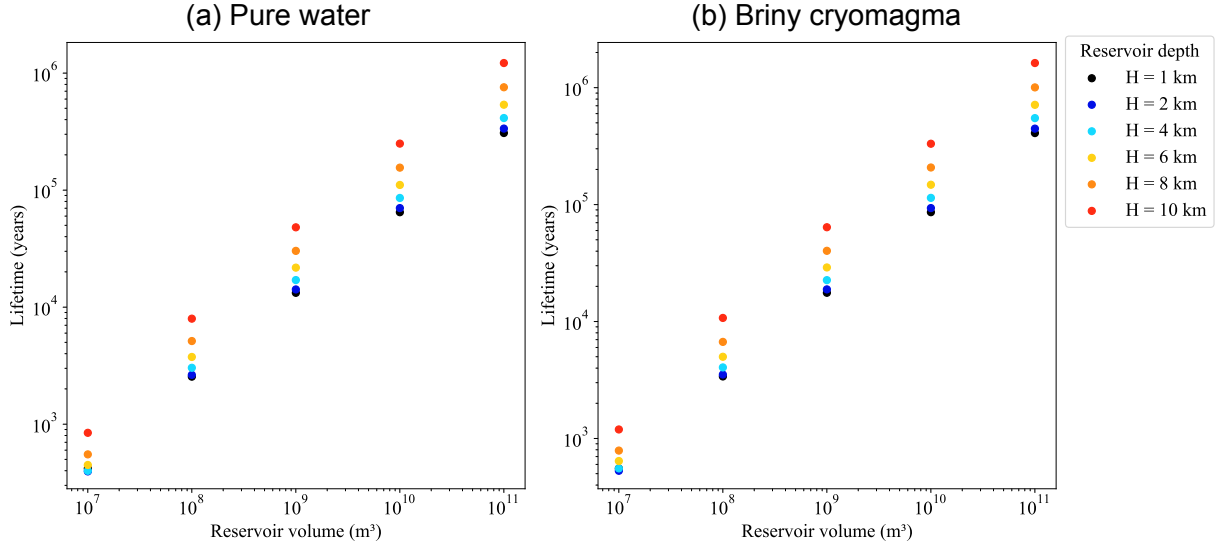 (a) Pure water
(b) Briny cryomagma
Lifetime (years)
10⁶
10⁵
10⁴
10³
10⁷
10⁸
10⁹
10¹⁰
10¹¹
Reservoir volume (m³)
Lifetime (years)
10⁶
10⁵
10⁴
10³
10⁷
10⁸
10⁹
10¹⁰
10¹¹
Reservoir volume (m³)
Reservoir depth
H = 1 km
H = 2 km
H = 4 km
H = 6 km
H = 8 km
H = 10 km